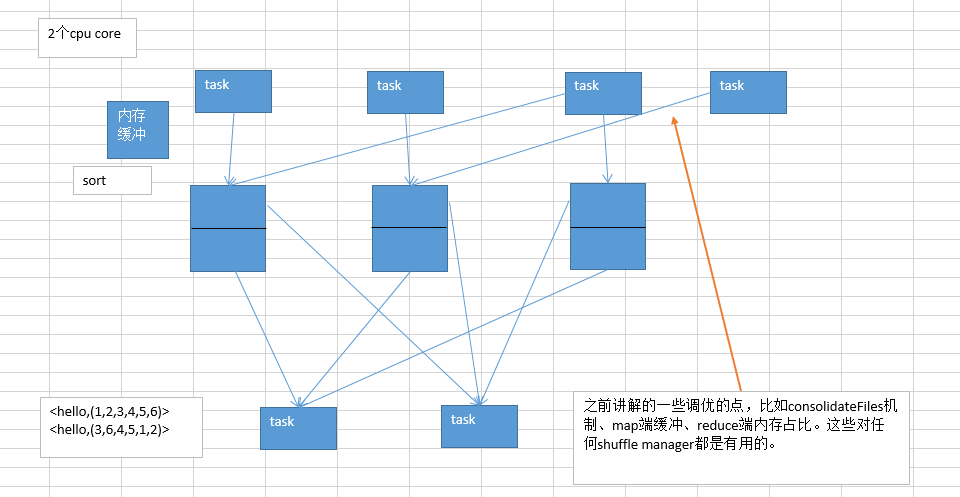 2个cpu core
task
task
task
task
内存
缓冲
sort
<hello,(1,2,3,4,5,6)>
<hello,(3,6,4,5,1,2)>
task
task
之前讲解的一些调优的点，比如consolidateFiles机
制、map端缓冲、reduce端内存占比。这些对任
何shuffle manager都是有用的。